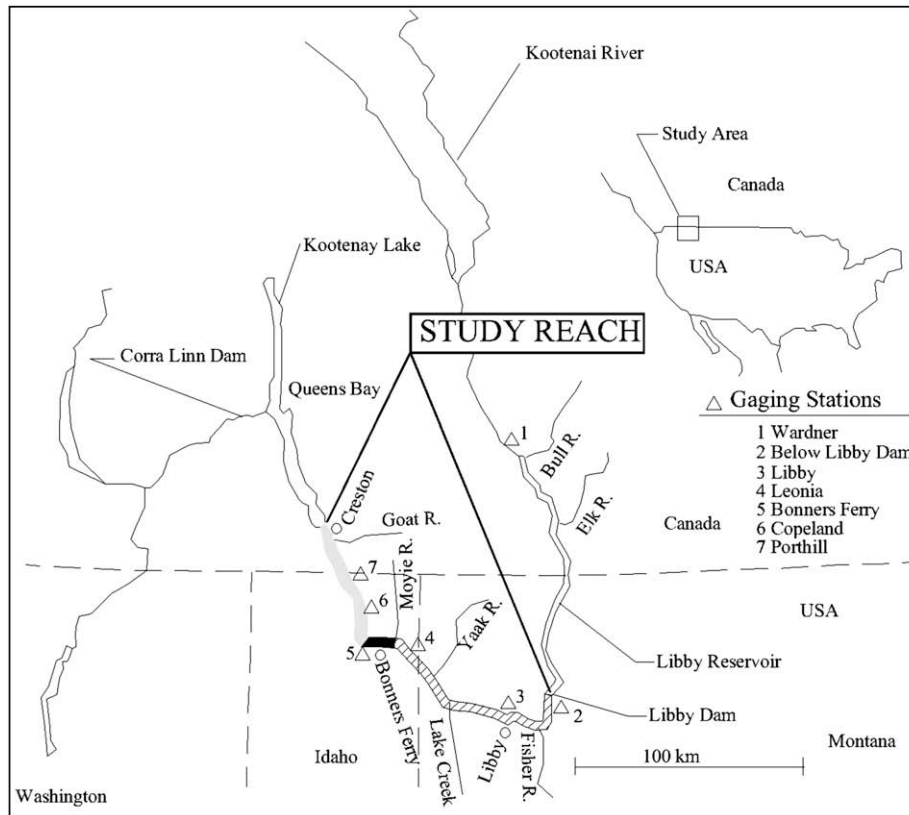 Kootenai River
Study Area
Canada
USA
Kootenay Lake
STUDY REACH
Corra Linn Dam
Queens Bay
Gaging Stations
1 Wardner
2 Below Libby Dam
3 Libby
4 Leonia
5 Bonners Ferry
6 Copeland
7 Porthill
1
Bull R.
Elk R.
Creston
Goat R.
Canada
7
Moyie R.
6
USA
4
Yaak R.
5
Bonners Ferry
Libby Reservoir
3
2
Libby Dam
Lake Creek
Libby
Fisher R.
Idaho
Montana
100 km
Washington